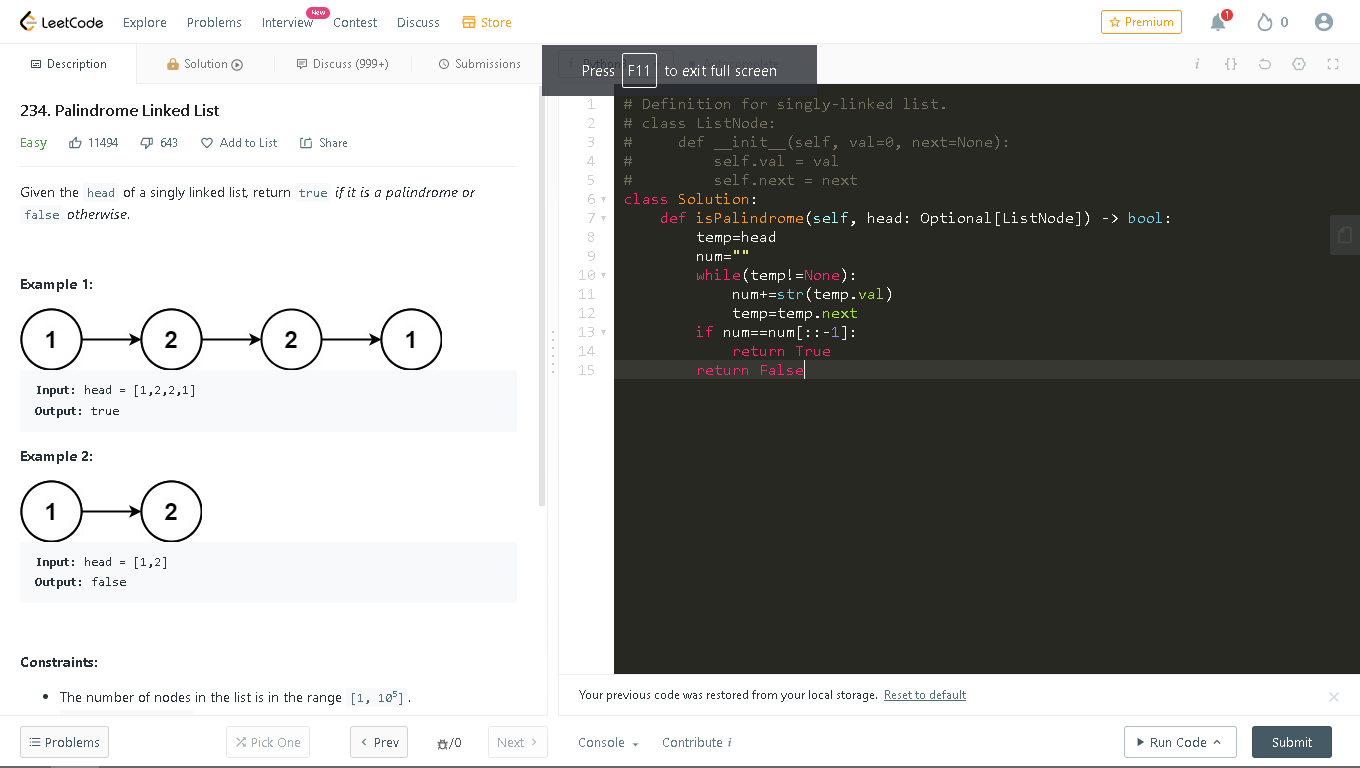 LeetCode Explore Problems Interview New Contest Discuss Store Premium 1 0
Description Solution Discuss (999+) Submissions
Press F11 to exit full screen
i {}
234. Palindrome Linked List
Easy 11494 643 Add to List Share
Given the head of a singly linked list, return true if it is a palindrome or
false otherwise.
Example 1:
1 2 2 1
Input: head = [1,2,2,1]
Output: true
Example 2:
1 2
Input: head = [1,2]
Output: false
Constraints:
• The number of nodes in the list is in the range [1, 10⁵].
1 # Definition for singly-linked list.
2 # class ListNode:
3 #     def __init__(self, val=0, next=None):
4 #         self.val = val
5 #         self.next = next
6 class Solution:
7     def isPalindrome(self, head: Optional[ListNode]) -> bool:
8         temp=head
9         num=""
10         while(temp!=None):
11             num+=str(temp.val)
12             temp=temp.next
13         if num==num[::-1]:
14             return True
15         return False
Your previous code was restored from your local storage. Reset to default
Problems Pick One Prev /0 Next Console Contribute i Run Code Submit